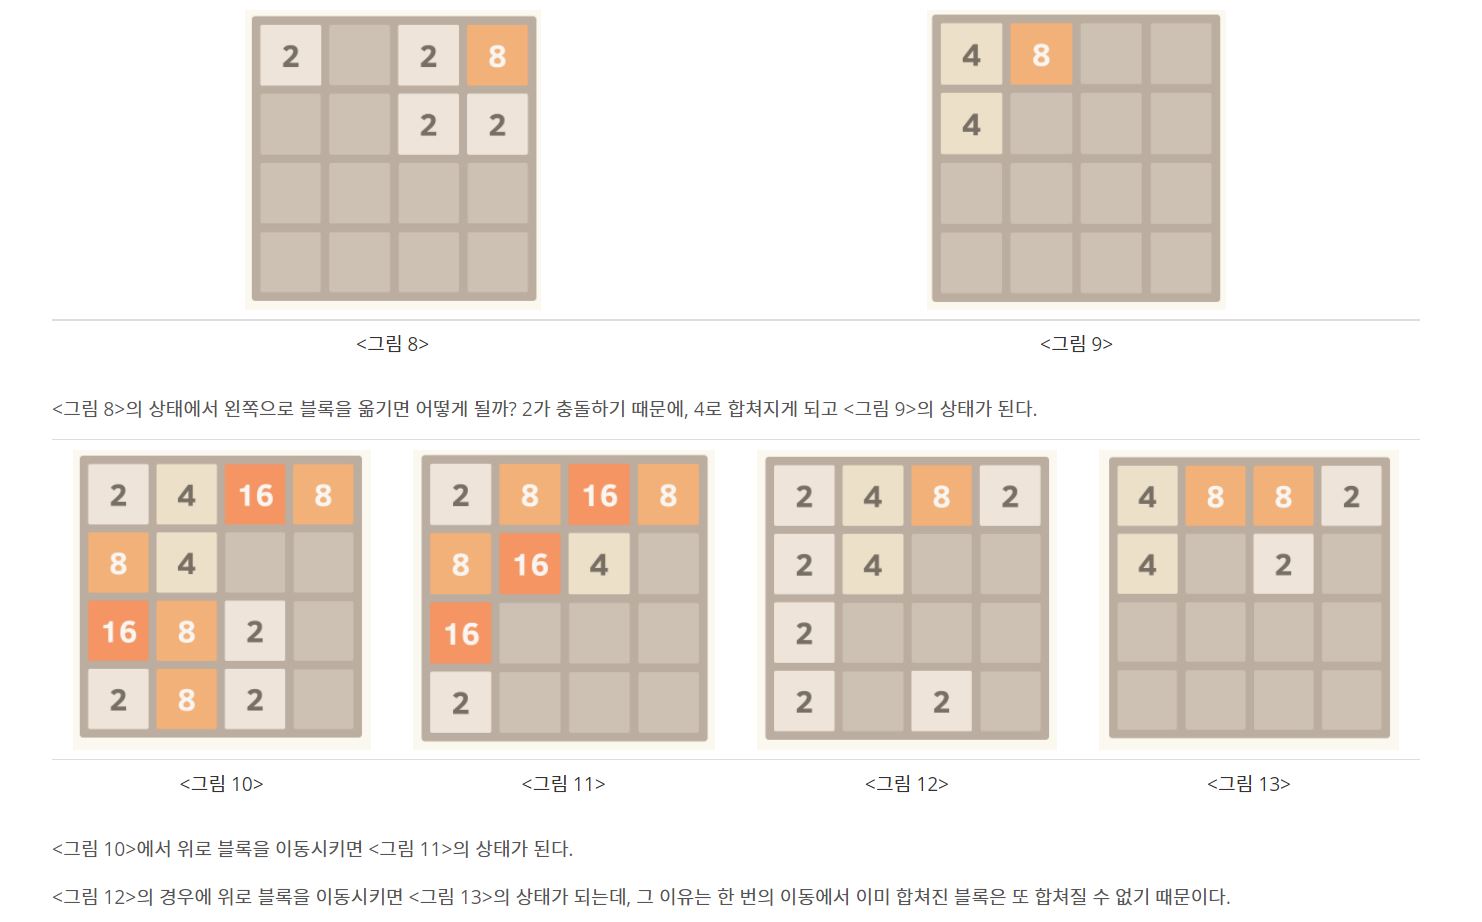 2 2 8 4 8
2 2 4
<그림 8> <그림 9>
<그림 8>의 상태에서 왼쪽으로 블록을 옮기면 어떻게 될까? 2가 충돌하기 때문에, 4로 합쳐지게 되고 <그림 9>의 상태가 된다.
2 4 16 8 2 8 16 8 2 4 8 2 4 8 8 2
8 4 8 16 4 2 4 4 2
16 8 2 16 2
2 8 2 2 2 2
<그림 10> <그림 11> <그림 12> <그림 13>
<그림 10>에서 위로 블록을 이동시키면 <그림 11>의 상태가 된다.
<그림 12>의 경우에 위로 블록을 이동시키면 <그림 13>의 상태가 되는데, 그 이유는 한 번의 이동에서 이미 합쳐진 블록은 또 합쳐질 수 없기 때문이다.